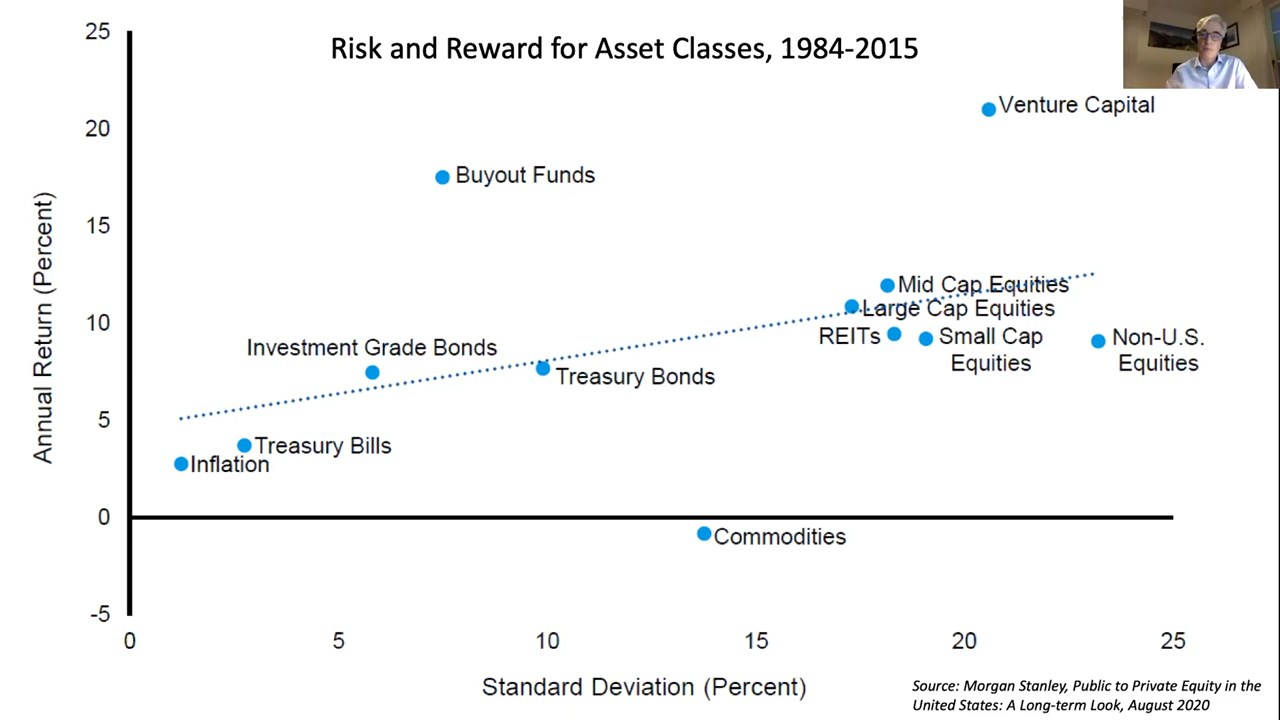 Risk and Reward for Asset Classes, 1984-2015
Annual Return (Percent)
25
20
15
10
5
0
-5
Venture Capital
Buyout Funds
Mid Cap Equities
Large Cap Equities
REITs
Small Cap
Equities
Non-U.S.
Equities
Investment Grade Bonds
Treasury Bonds
Treasury Bills
Inflation
Commodities
0
5
10
15
20
25
Standard Deviation (Percent)
Source: Morgan Stanley, Public to Private Equity in the
United States: A Long-term Look, August 2020